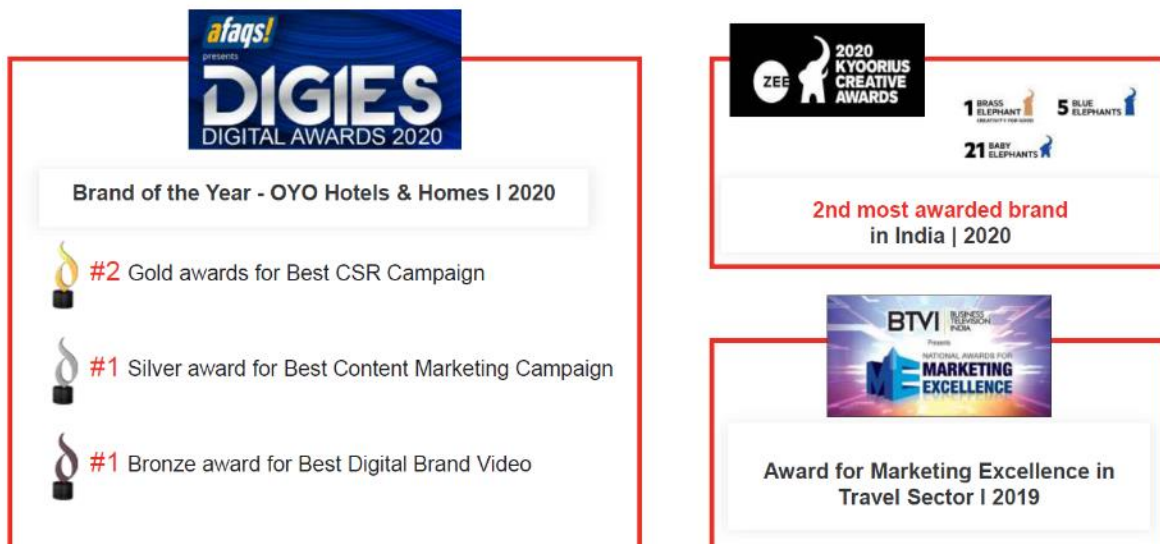 afaqs!
presents
DIGIES
DIGITAL AWARDS 2020
Brand of the Year - OYO Hotels & Homes I 2020
#2 Gold awards for Best CSR Campaign
#1 Silver award for Best Content Marketing Campaign
#1 Bronze award for Best Digital Brand Video
ZEE
2020
KYOORIUS
CREATIVE
AWARDS
1 BRASS
ELEPHANT
CREATIVITY FOR GOOD
5 BLUE
ELEPHANTS
21 BABY
ELEPHANTS
2nd most awarded brand
in India | 2020
BTVI BUSINESS
TELEVISION
INDIA
Presents
NATIONAL AWARDS FOR
ME MARKETING
EXCELLENCE
Award for Marketing Excellence in
Travel Sector I 2019